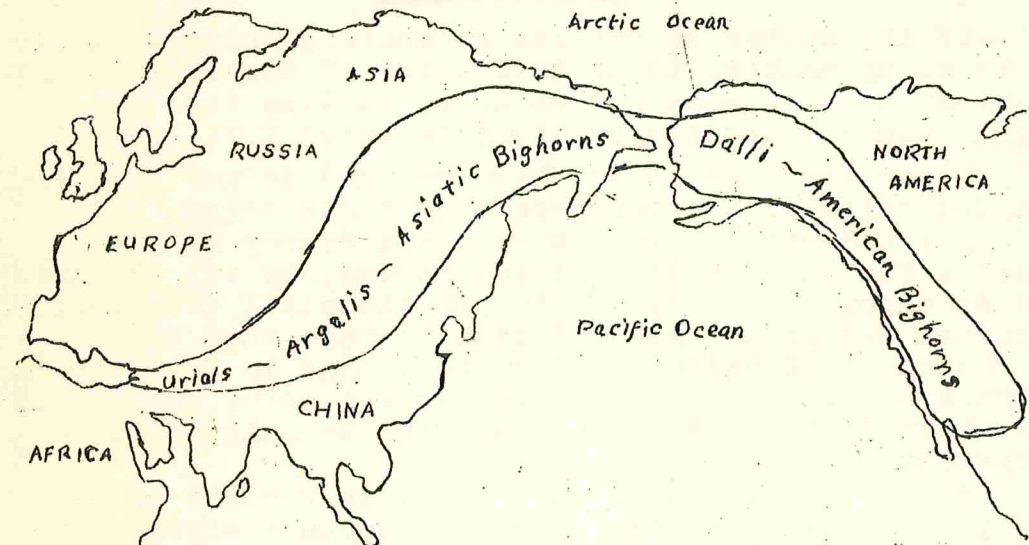 Arctic Ocean
ASIA
RUSSIA
EUROPE
Urials - Argalis - Asiatic Bighorns
Dalli - American Bighorns
NORTH
AMERICA
Pacific Ocean
CHINA
AFRICA